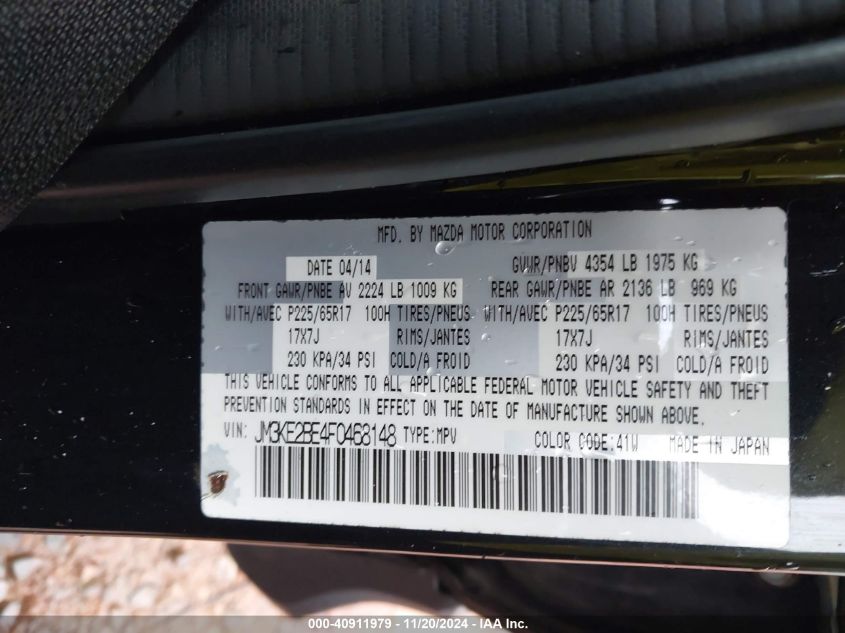 MFD. BY MAZDA MOTOR CORPORATION
DATE 04/14 GVWR/PNBV 4354 LB 1975 KG
FRONT GAWR/PNBE AV 2224 LB 1009 KG REAR GAWR/PNBE AR 2136 LB 969 KG
WITH/AVEC P225/65R17 100H TIRES/PNEUS WITH/AVEC P225/65R17 100H TIRES/PNEUS
17X7J RIMS/JANTES 17X7J RIMS/JANTES
230 KPA/34 PSI COLD/A FROID 230 KPA/34 PSI COLD/A FROID
THIS VEHICLE CONFORMS TO ALL APPLICABLE FEDERAL MOTOR VEHICLE SAFETY AND THEFT
PREVENTION STANDARDS IN EFFECT ON THE DATE OF MANUFACTURE SHOWN ABOVE.
VIN: JM3KE2BE4F0468148 TYPE:MPV COLOR CODE:41W MADE IN JAPAN
000-40911979 - 11/20/2024 - IAA Inc.